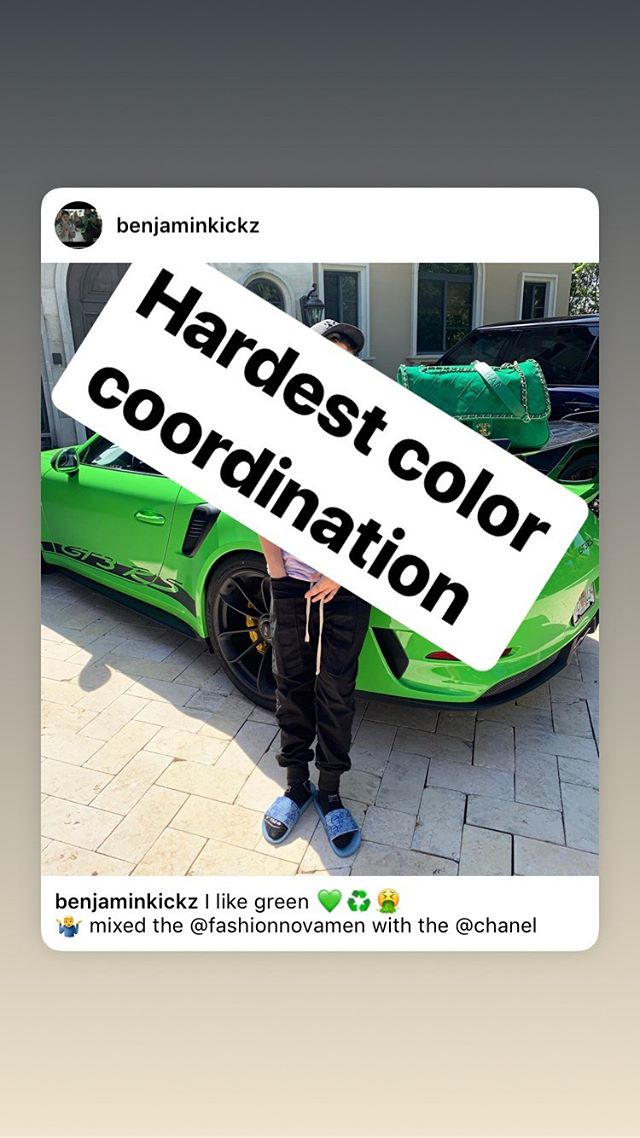 benjaminkickz
Hardest color
coordination
GT3 RS
benjaminkickz I like green 💚♻️🤮
🤷‍♂️ mixed the @fashionnovamen with the @chanel